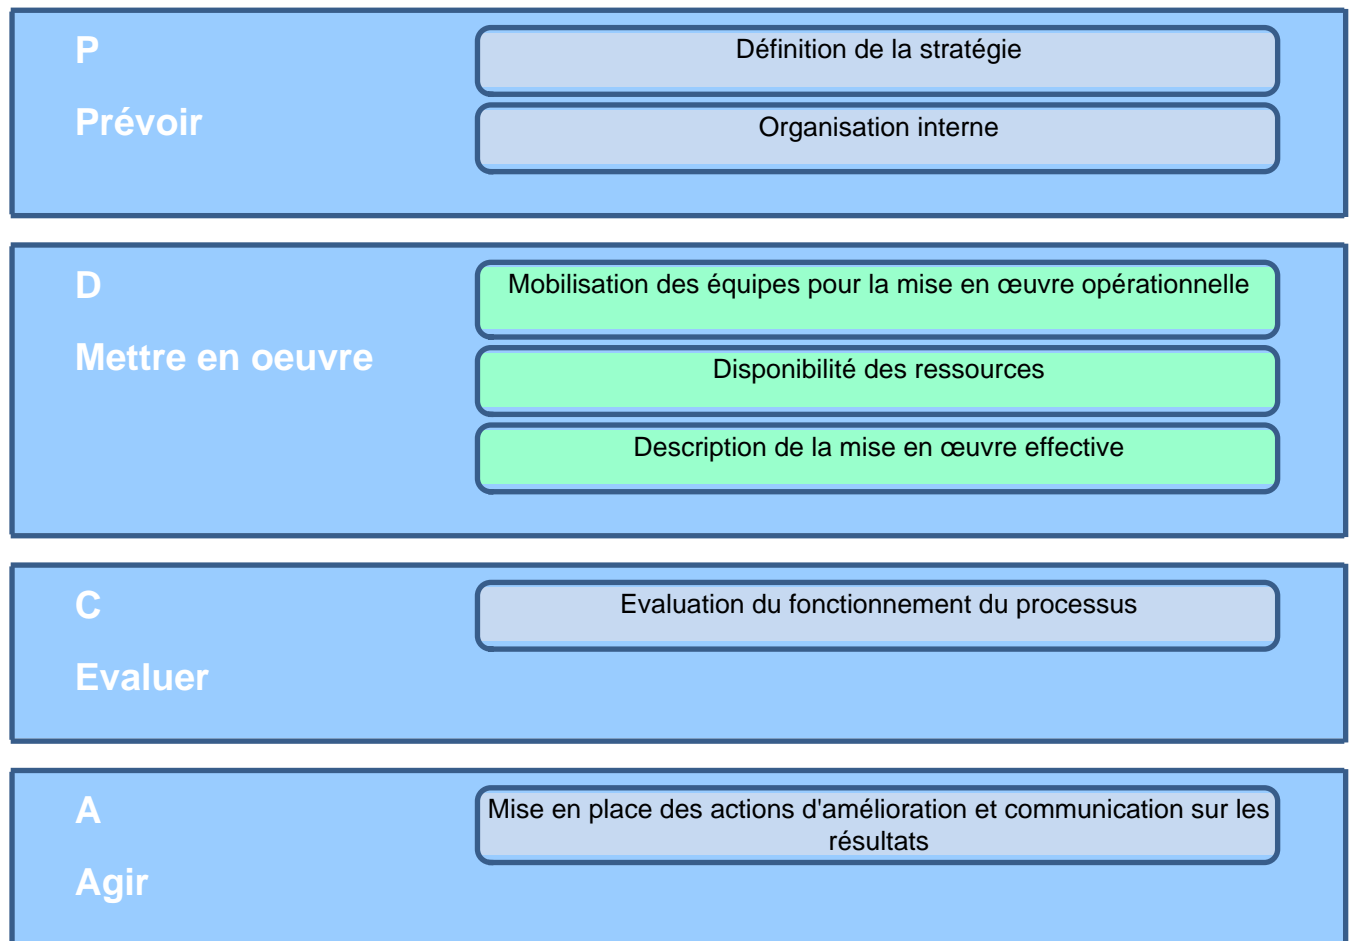 P
Définition de la stratégie
Prévoir
Organisation interne
D
Mobilisation des équipes pour la mise en œuvre opérationnelle
Mettre en oeuvre
Disponibilité des ressources
Description de la mise en œuvre effective
C
Evaluation du fonctionnement du processus
Evaluer
A
Mise en place des actions d'amélioration et communication sur les
résultats
Agir